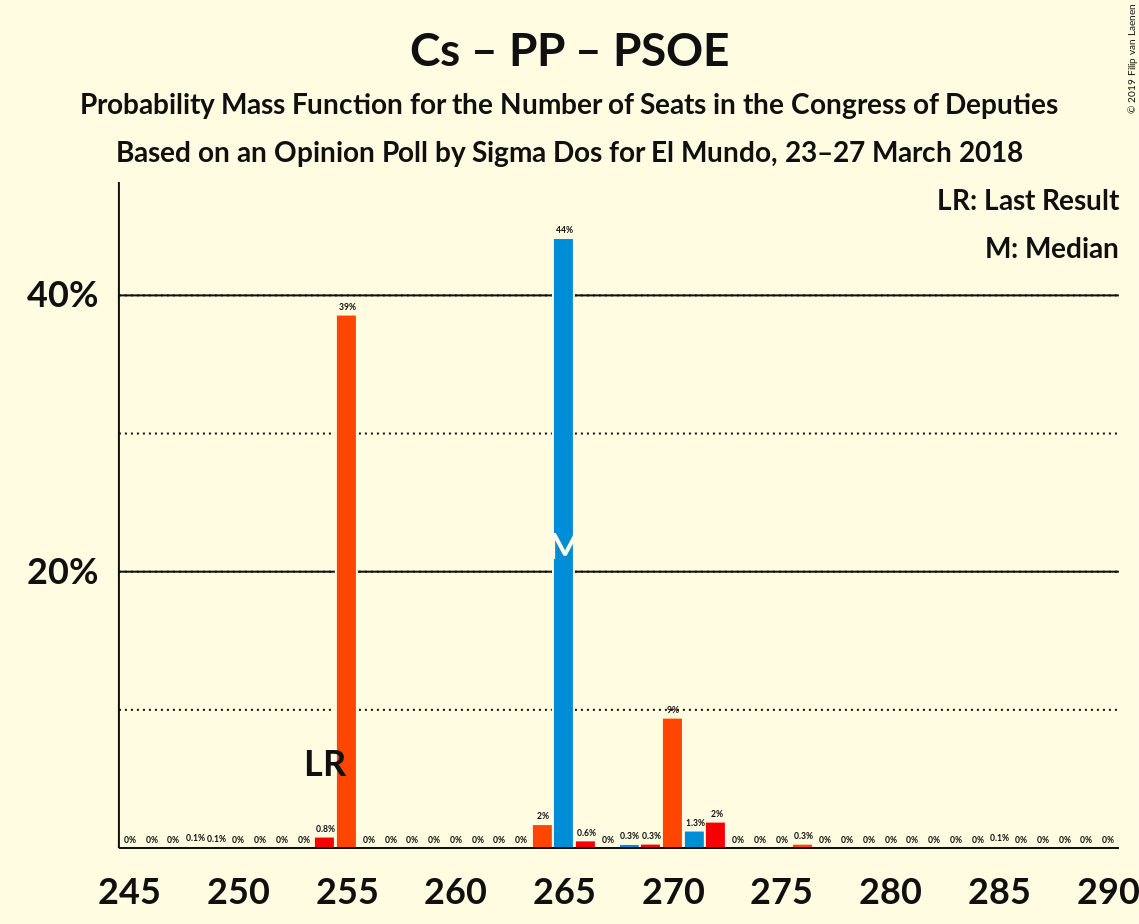 Cs – PP – PSOE
Probability Mass Function for the Number of Seats in the Congress of Deputies
Based on an Opinion Poll by Sigma Dos for El Mundo, 23–27 March 2018
© 2019 Filip van Laenen
LR: Last Result
M: Median
44%
40%
39%
M
20%
9%
LR
0% 0% 0% 0.1% 0.1% 0% 0% 0% 0% 0.8% 0% 0% 0% 0% 0% 0% 0% 0% 2% 0.6% 0% 0.3% 0.3% 1.3% 2% 0% 0% 0% 0.3% 0% 0% 0% 0% 0% 0% 0% 0% 0.1% 0% 0% 0% 0% 0%
245 250 255 260 265 270 275 280 285 290